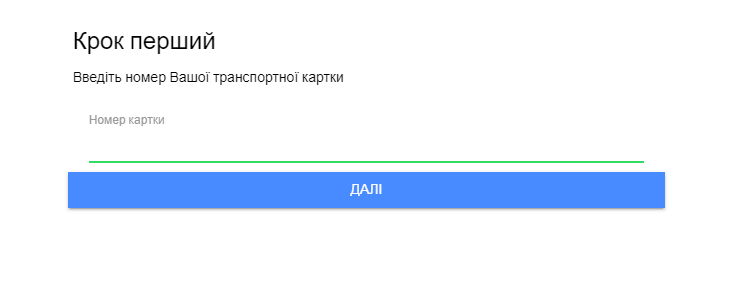 Крок перший
Введіть номер Вашої транспортної картки
Номер картки
ДАЛІ